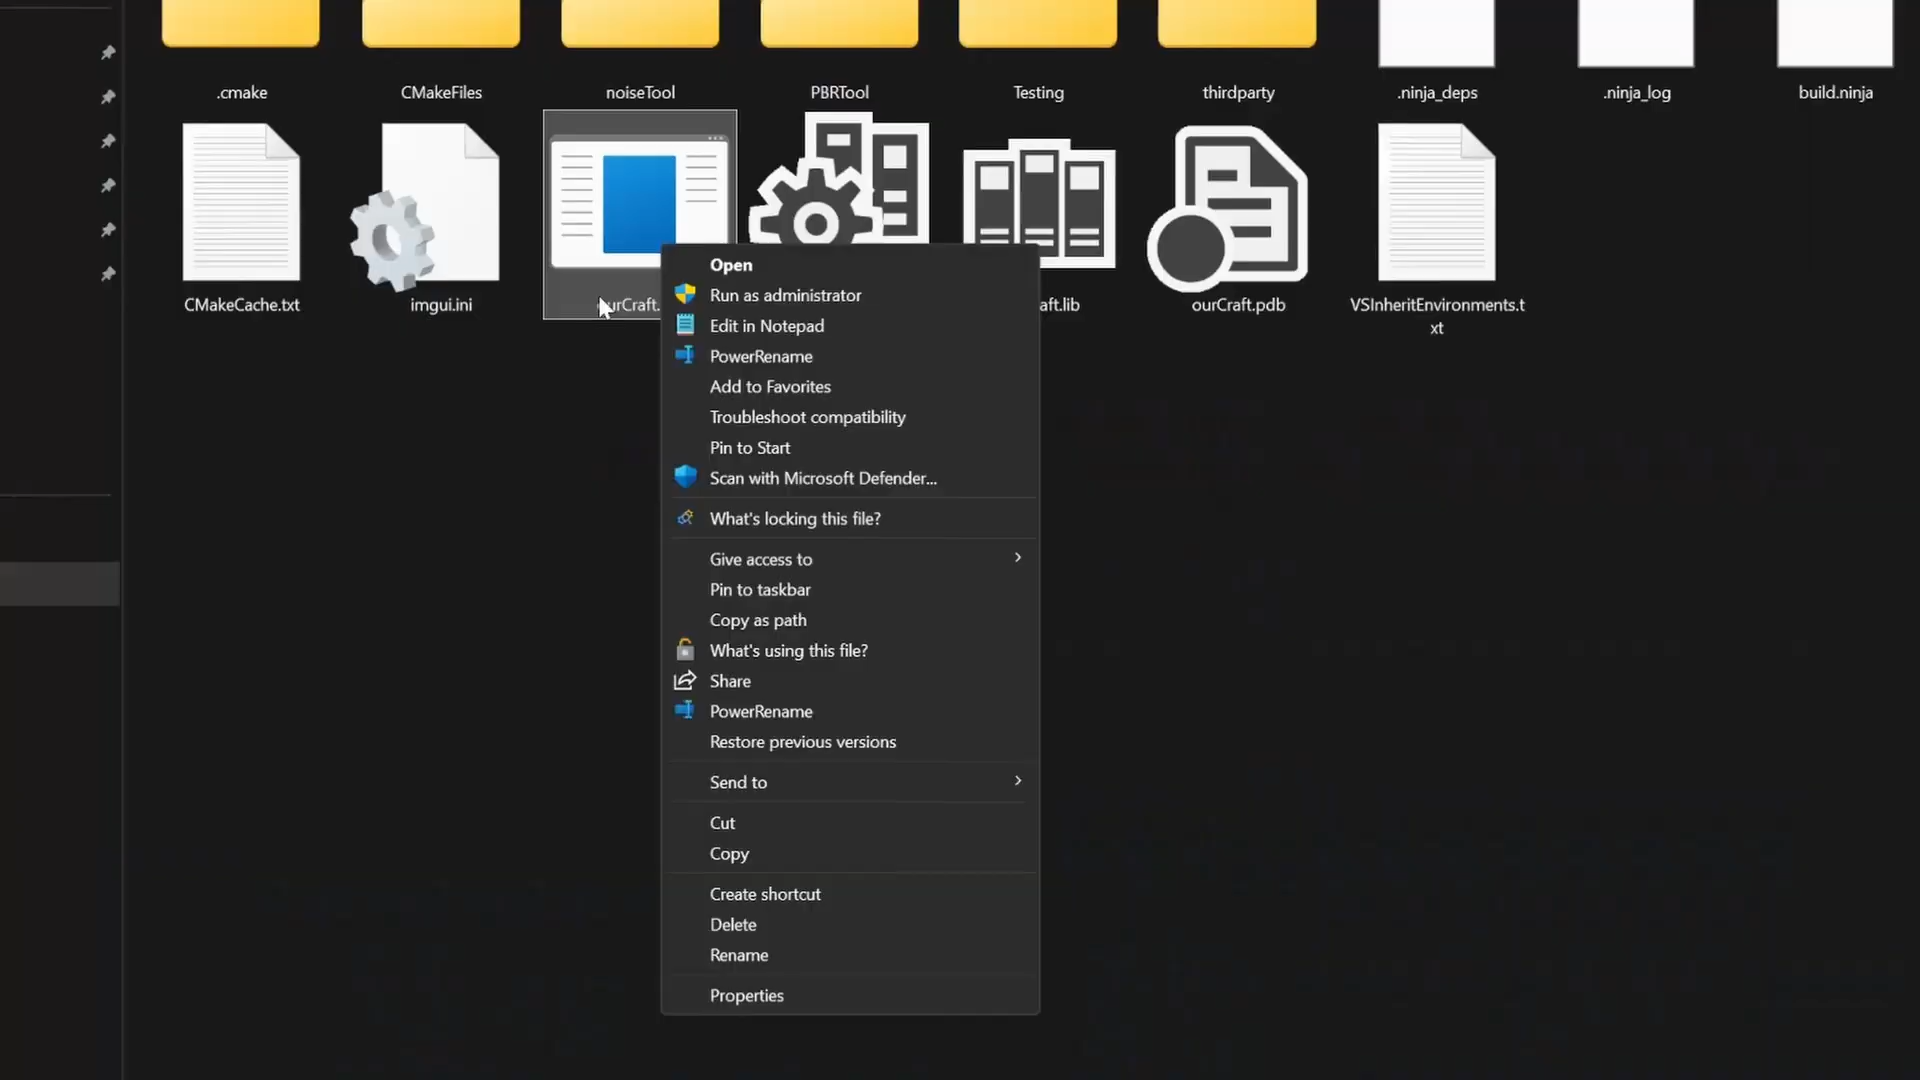 .cmake
CMakeFiles
noiseTool
PBRTool
Testing
thirdparty
.ninja_deps
.ninja_log
build.ninja
CMakeCache.txt
imgui.ini
urCraft.
aft.lib
ourCraft.pdb
VSInheritEnvironments.t
xt
Open
Run as administrator
Edit in Notepad
PowerRename
Add to Favorites
Troubleshoot compatibility
Pin to Start
Scan with Microsoft Defender...
What's locking this file?
Give access to
Pin to taskbar
Copy as path
What's using this file?
Share
PowerRename
Restore previous versions
Send to
Cut
Copy
Create shortcut
Delete
Rename
Properties